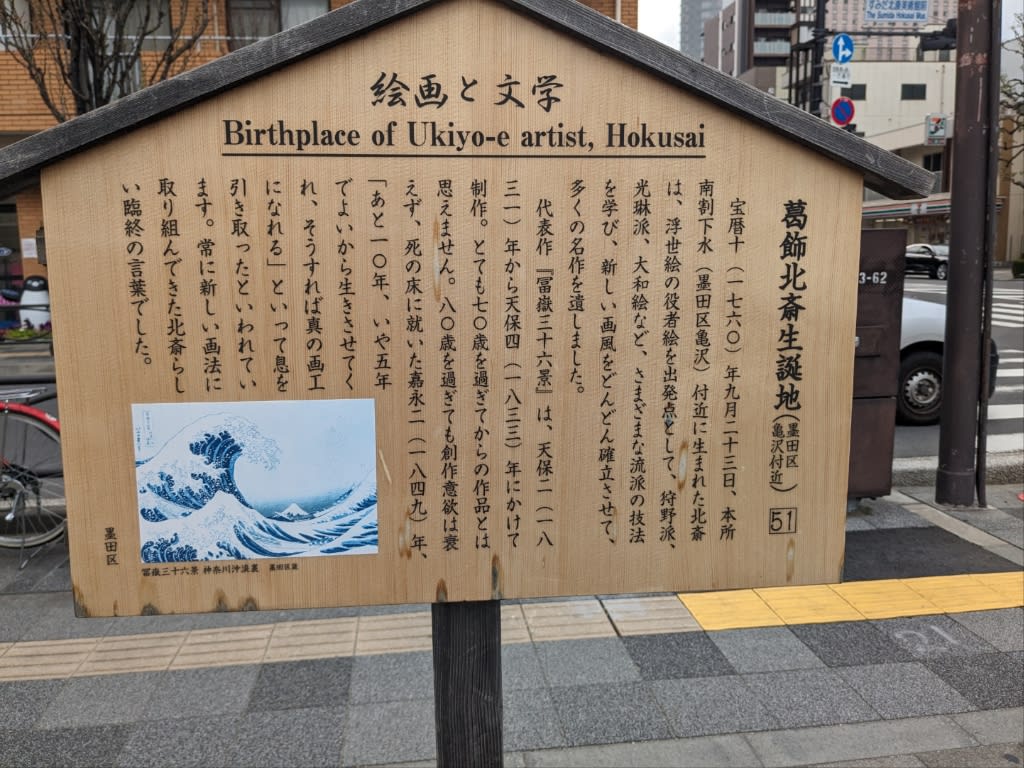 絵画と文学
Birthplace of Ukiyo-e artist, Hokusai
葛飾北斎生誕地(墨田区亀沢付近) 51
宝暦十(一七六〇)年九月二十三日、本所
南割下水(墨田区亀沢)付近に生まれた北斎
は、浮世絵の役者絵を出発点として、狩野派、
光琳派、大和絵など、さまざまな流派の技法
を学び、新しい画風をどんどん確立させて、
多くの名作を遺しました。
代表作『冨嶽三十六景』は、天保二(一八
三一)年から天保四(一八三三)年にかけて
制作。とても七〇歳を過ぎてからの作品とは
思えません。八〇歳を過ぎても創作意欲は衰
えず、死の床に就いた嘉永二(一八四九)年、
「あと一〇年、いや五年
でよいから生きさせてく
れ、そうすれば真の画工
になれる」といって息を
引き取ったといわれてい
ます。常に新しい画法に
取り組んできた北斎らし
い臨終の言葉でした。
冨嶽三十六景 神奈川沖浪裏 墨田区蔵
墨田区
すみだ北斎美術館
The Sumida Hokusai Mus
3-62
21